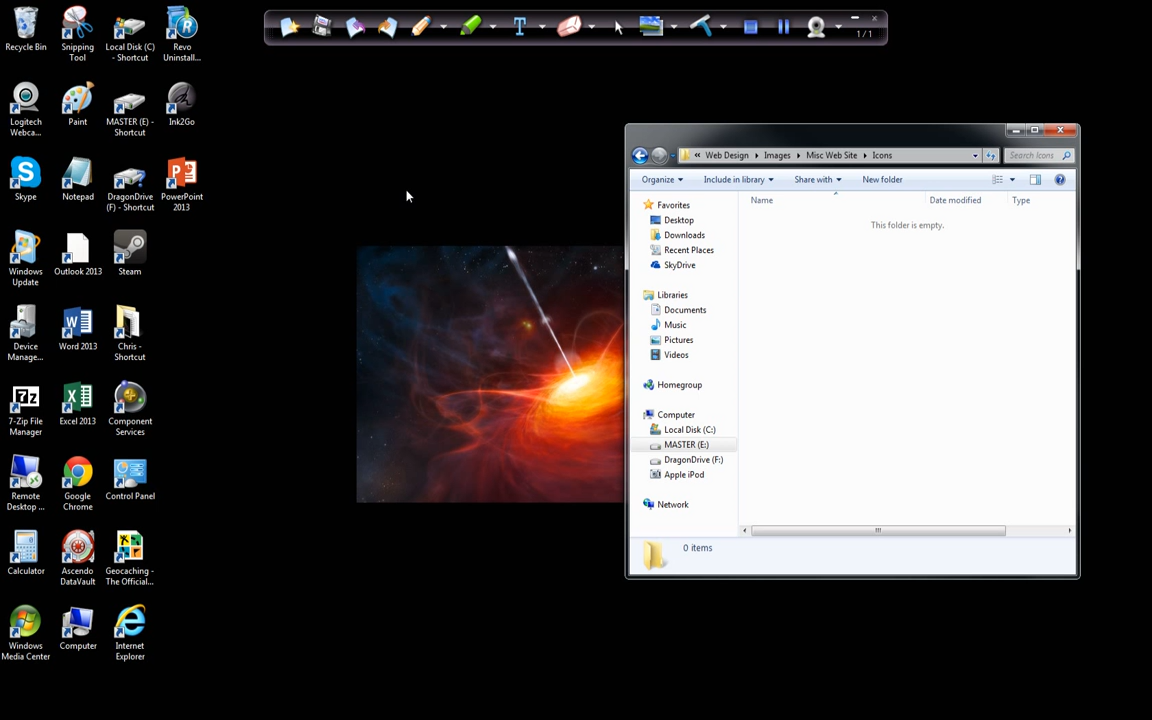 1 / 1
Recycle Bin
Snipping
Tool
Local Disk (C)
- Shortcut
Revo
Uninstall...
Logitech
Webca...
Paint
MASTER (E) -
Shortcut
Ink2Go
Skype
Notepad
DragonDrive
(F) - Shortcut
PowerPoint
2013
Windows
Update
Outlook 2013
Steam
Device
Manage...
Word 2013
Chris -
Shortcut
7-Zip File
Manager
Excel 2013
Component
Services
Remote
Desktop ...
Google
Chrome
Control Panel
Calculator
Ascendo
DataVault
Geocaching -
The Official...
Windows
Media Center
Computer
Internet
Explorer
« Web Design Images Misc Web Site Icons
Search Icons
Organize Include in library Share with New folder
Name Date modified Type
This folder is empty.
Favorites
Desktop
Downloads
Recent Places
SkyDrive
Libraries
Documents
Music
Pictures
Videos
Homegroup
Computer
Local Disk (C:)
MASTER (E:)
DragonDrive (F:)
Apple iPod
Network
0 items